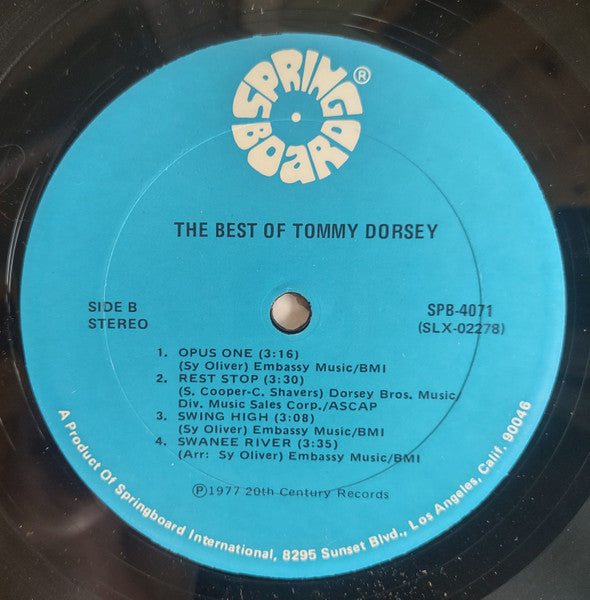 SPRING
BOARD
®
THE BEST OF TOMMY DORSEY
SIDE B
STEREO
SPB-4071
(SLX-02278)
1. OPUS ONE (3:16)
(Sy Oliver) Embassy Music/BMI
2. REST STOP (3:30)
(S. Cooper-C. Shavers) Dorsey Bros. Music
Div. Music Sales Corp./ASCAP
3. SWING HIGH (3:08)
(Sy Oliver) Embassy Music/BMI
4. SWANEE RIVER (3:35)
(Arr: Sy Oliver) Embassy Music/BMI
Ⓟ1977 20th Century Records
A Product Of Springboard International, 8295 Sunset Blvd., Los Angeles, Calif. 90046